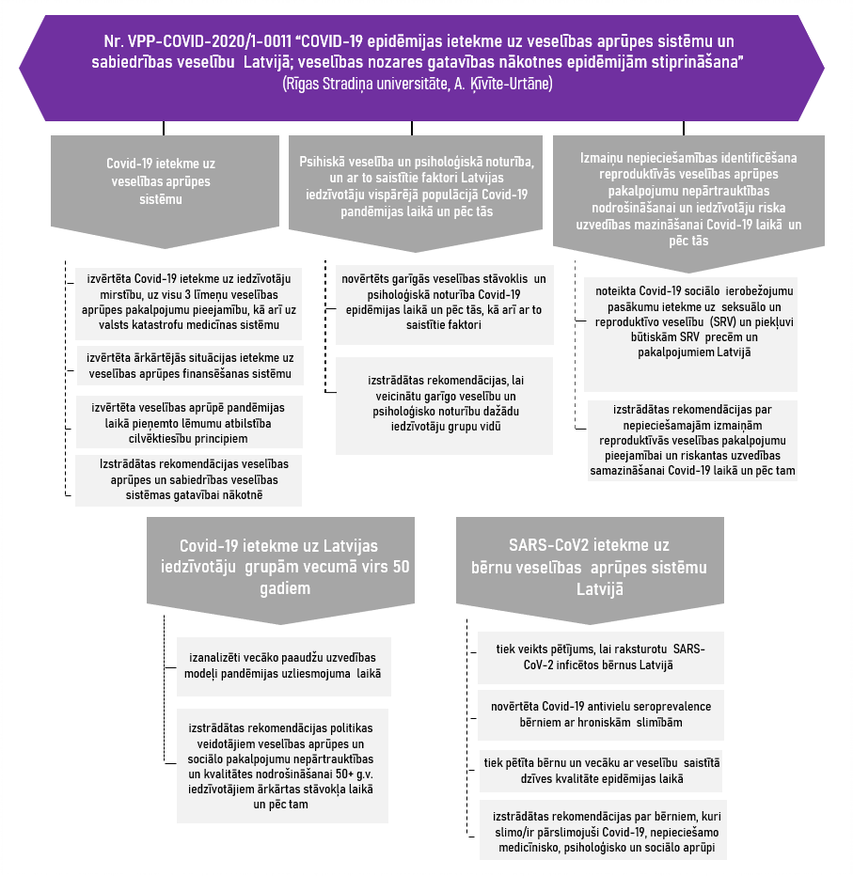 Nr. VPP-COVID-2020/1-0011 “COVID-19 epidēmijas ietekme uz veselības aprūpes sistēmu un
sabiedrības veselību Latvijā; veselības nozares gatavības nākotnes epidēmijām stiprināšana”
(Rīgas Stradiņa universitāte, A. Ķīvīte-Urtāne)
Covid-19 ietekme uz
veselības aprūpes
sistēmu
izvērtēta Covid-19 ietekme uz iedzīvotāju
mirstību, uz visu 3 līmeņu veselības
aprūpes pakalpojumu pieejamību, kā arī uz
valsts katastrofu medicīnas sistēmu
izvērtēta ārkārtējās situācijas ietekme uz
veselības aprūpes finansēšanas sistēmu
izvērtēta veselības aprūpē pandēmijas
laikā pieņemto lēmumu atbilstība
cilvēktiesību principiem
Izstrādātas rekomendācijas veselības
aprūpes un sabiedrības veselības
sistēmas gatavībai nākotnē
Psihiskā veselība un psiholoģiskā noturība,
un ar to saistītie faktori Latvijas
iedzīvotāju vispārējā populācijā Covid-19
pandēmijas laikā un pēc tās
novērtēts garīgās veselības stāvoklis un
psiholoģiskā noturība Covid-19
epidēmijas laikā un pēc tās, kā arī ar to
saistītie faktori
izstrādātas rekomendācijas, lai
veicinātu garīgo veselību un
psiholoģisko noturību dažādu
iedzīvotāju grupu vidū
Izmaiņu nepieciešamības identificēšana
reproduktīvās veselības aprūpes
pakalpojumu nepārtrauktības
nodrošināšanai un iedzīvotāju riska
uzvedības mazināšanai Covid-19 laikā un
pēc tās
noteikta Covid-19 sociālo ierobežojumu
pasākumu ietekme uz seksuālo un
reproduktīvo veselību (SRV) un piekļuvi
būtiskām SRV precēm un
pakalpojumiem Latvijā
izstrādātas rekomendācijas par
nepieciešamajām izmaiņām
reproduktīvās veselības pakalpojumu
pieejamībai un riskantas uzvedības
samazināšanai Covid-19 laikā un pēc tam
Covid-19 ietekme uz Latvijas
iedzīvotāju grupām vecumā virs 50
gadiem
izanalizēti vecāko paaudžu uzvedības
modeļi pandēmijas uzliesmojuma laikā
izstrādātas rekomendācijas politikas
veidotājiem veselības aprūpes un
sociālo pakalpojumu nepārtrauktības
un kvalitātes nodrošināšanai 50+ g.v.
iedzīvotājiem ārkārtas stāvokļa laikā
un pēc tam
SARS-CoV2 ietekme uz
bērnu veselības aprūpes sistēmu
Latvijā
tiek veikts pētījums, lai raksturotu SARS-
CoV-2 inficētos bērnus Latvijā
novērtēta Covid-19 antivielu seroprevalence
bērniem ar hroniskām slimībām
tiek pētīta bērnu un vecāku ar veselību saistītā
dzīves kvalitāte epidēmijas laikā
izstrādātas rekomendācijas par bērniem, kuri
slimo/ir pārslimojuši Covid-19, nepieciešamo
medicīnisko, psiholoģisko un sociālo aprūpi